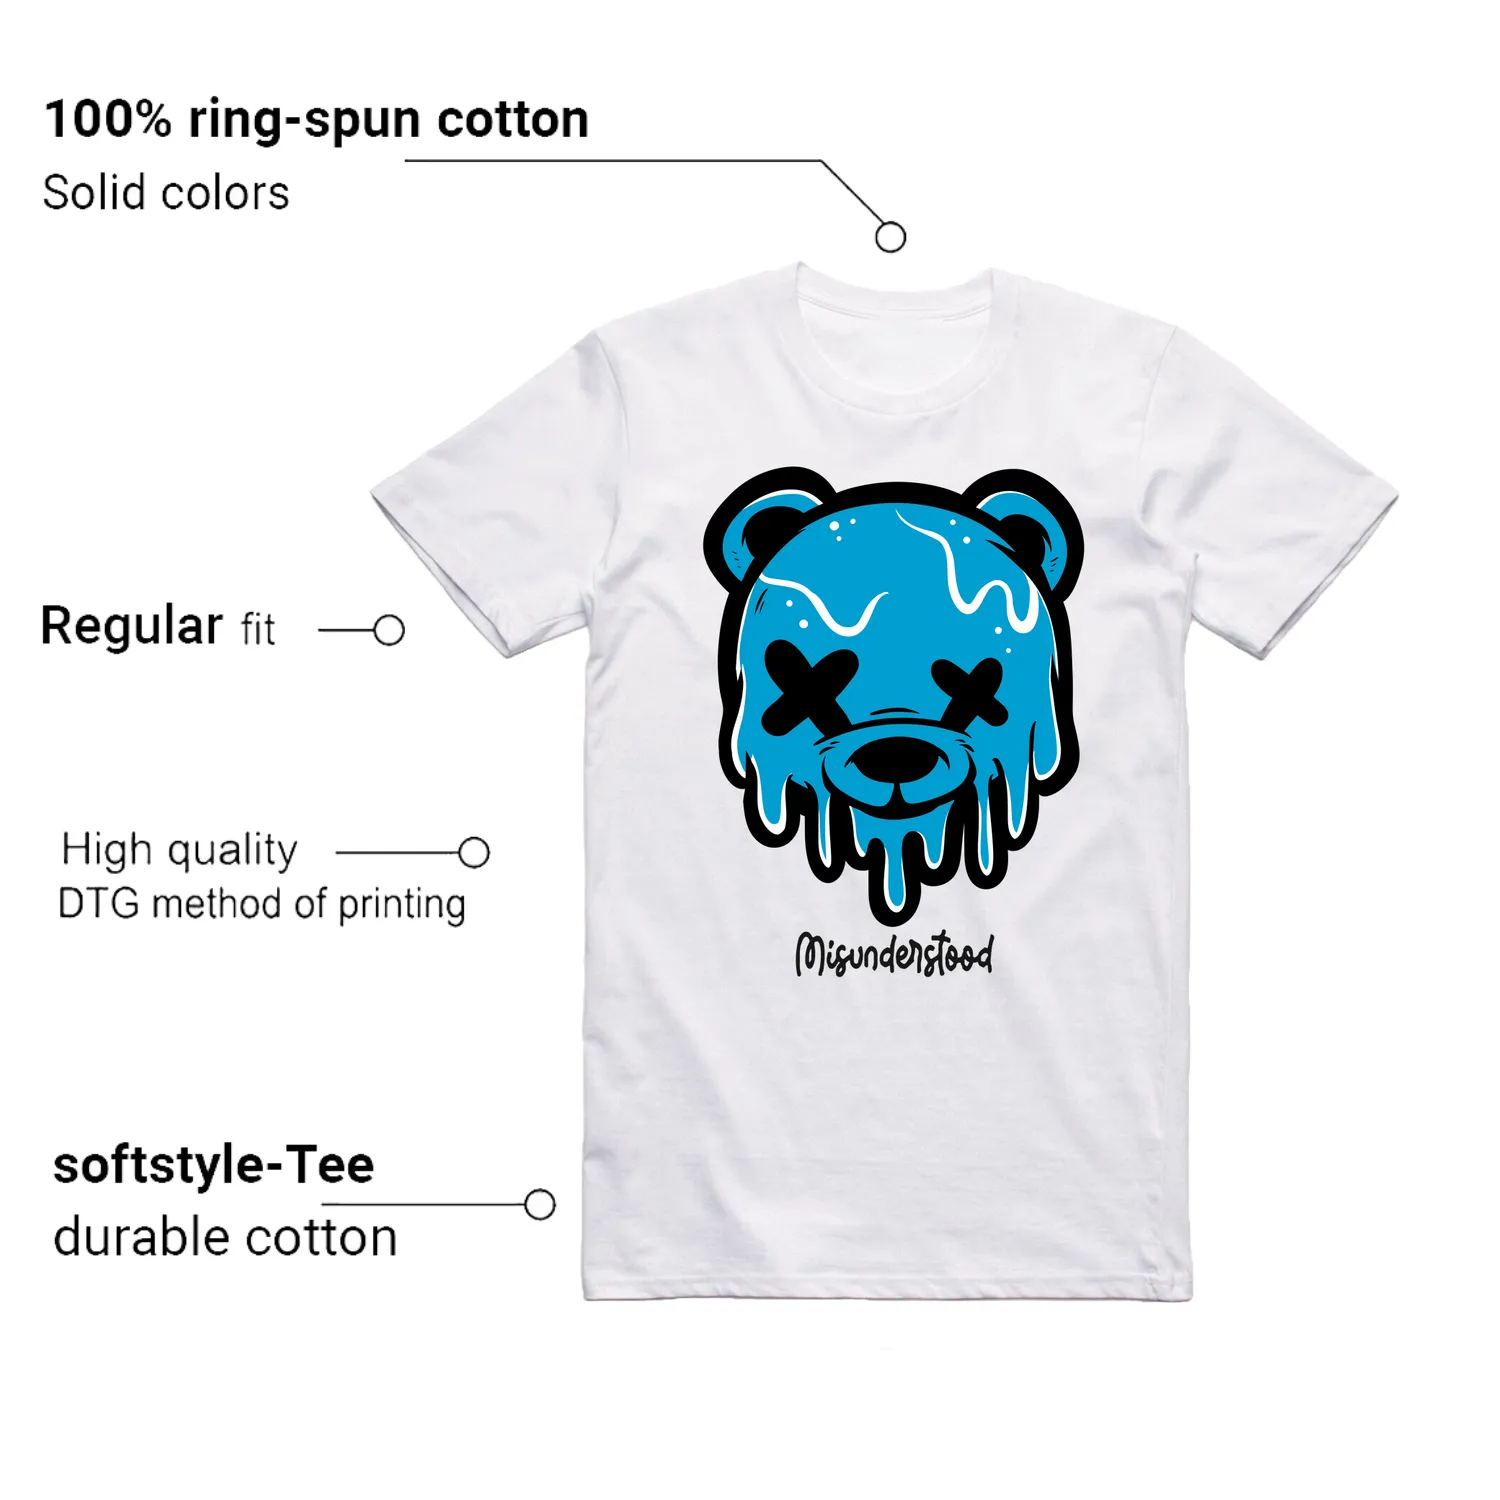 100% ring-spun cotton
Solid colors
Regular fit
High quality
DTG method of printing
Misunderstood
softstyle-Tee
durable cotton